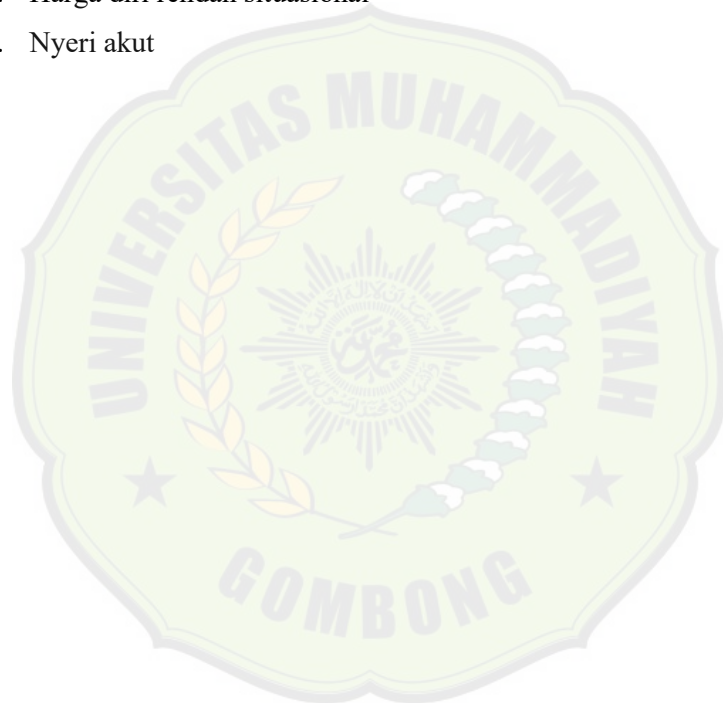 Harga diri rendah situasional
. Nyeri akut
UNIVERSITAS MUHAMMADIYAH
GOMBONG